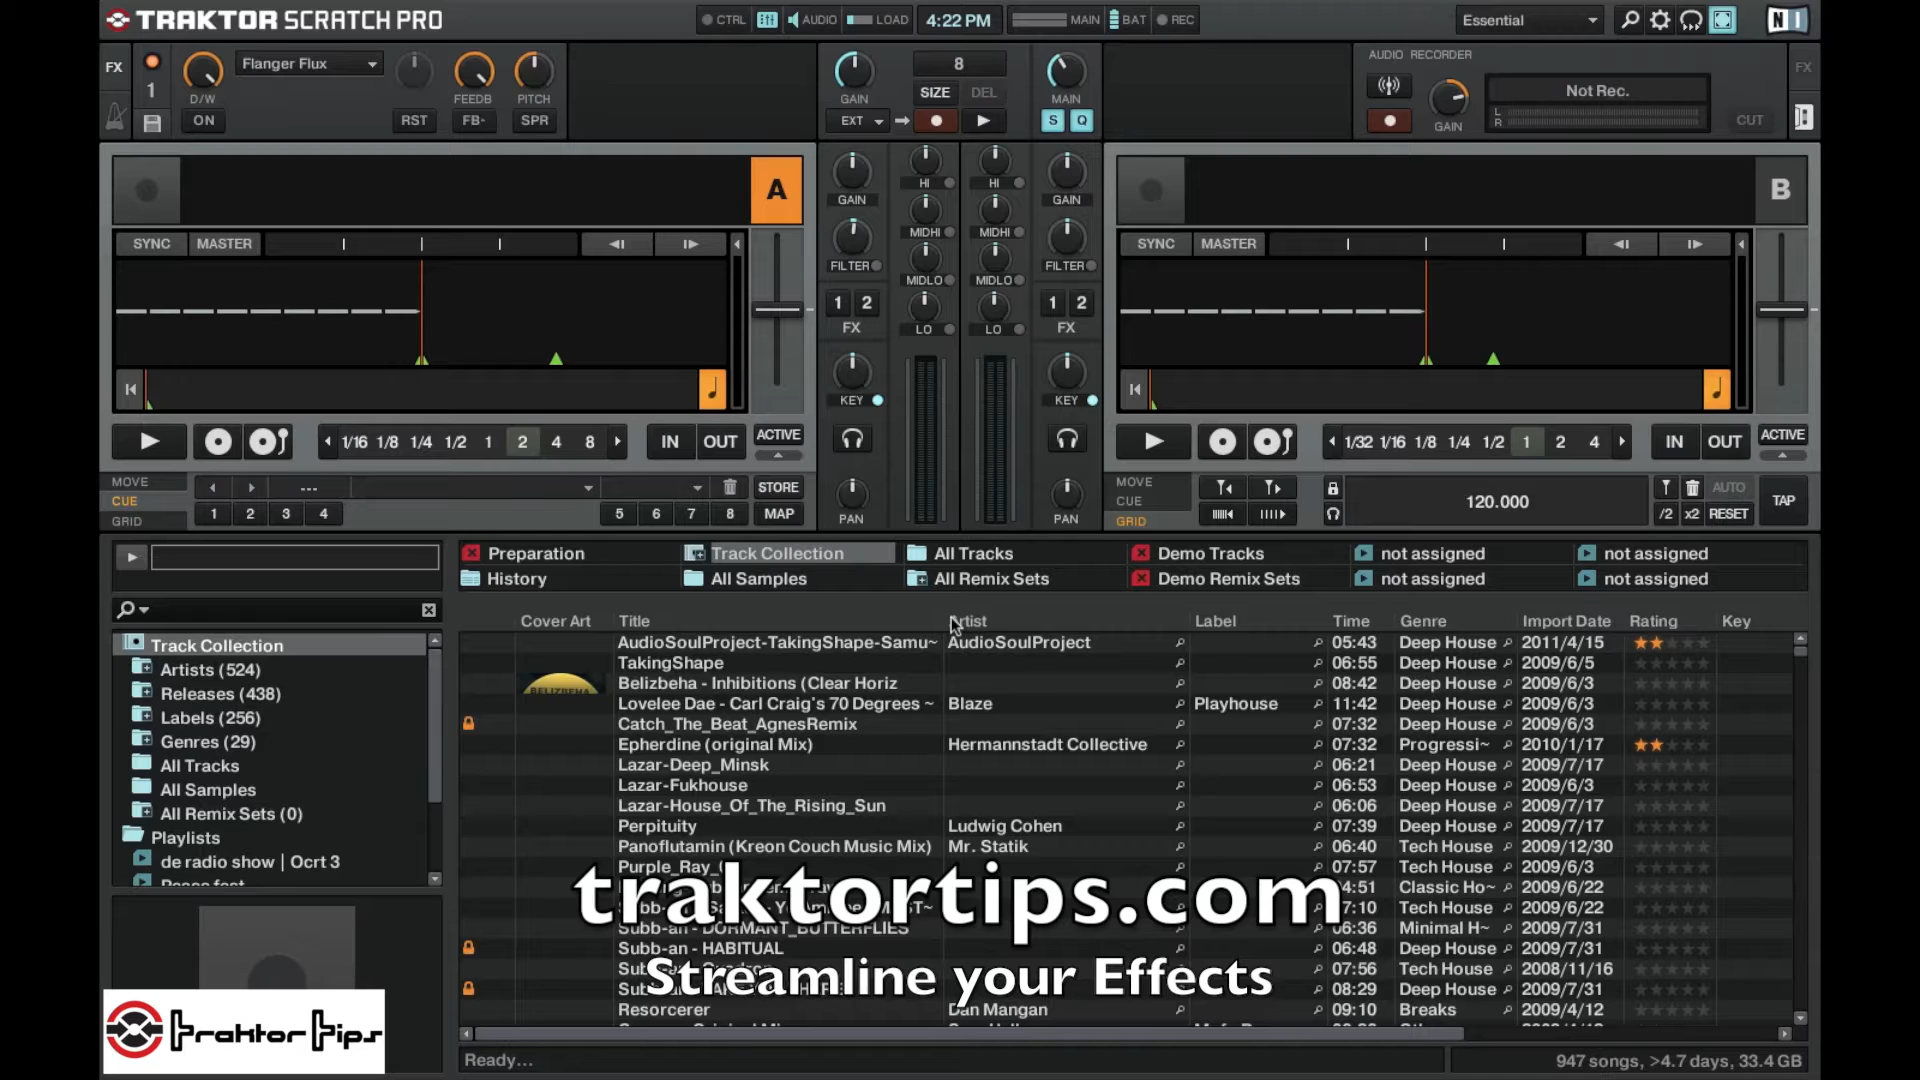 TRAKTOR SCRATCH PRO
CTRL AUDIO LOAD 4:22 PM MAIN BAT REC
Essential
NI
FX 1 Flanger Flux
D/W FEEDB PITCH
ON RST FB- SPR
GAIN 8 MAIN
SIZE DEL
EXT S Q
AUDIO RECORDER
Not Rec.
L
R
GAIN CUT
FX
A
SYNC MASTER
B
SYNC MASTER
GAIN HI HI GAIN
FILTER MIDHI MIDHI FILTER
MIDLO MIDLO
1 2 1 2
FX LO LO FX
KEY KEY
PAN PAN
1/16 1/8 1/4 1/2 1 2 4 8 IN OUT ACTIVE
1/32 1/16 1/8 1/4 1/2 1 2 4 IN OUT ACTIVE
MOVE
CUE
GRID
--- STORE
1 2 3 4 5 6 7 8 MAP
MOVE
CUE
GRID
120.000
AUTO
/2 x2 RESET
TAP
Preparation Track Collection All Tracks Demo Tracks not assigned not assigned
History All Samples All Remix Sets Demo Remix Sets not assigned not assigned
Track Collection
Artists (524)
Releases (438)
Labels (256)
Genres (29)
All Tracks
All Samples
All Remix Sets (0)
Playlists
de radio show | Ocrt 3
Cover Art Title Artist Label Time Genre Import Date Rating Key
AudioSoulProject-TakingShape-Samu~ AudioSoulProject 05:43 Deep House 2011/4/15
TakingShape 06:55 Deep House 2009/6/5
BELIZBEHA Belizbeha - Inhibitions (Clear Horiz 08:42 Deep House 2009/6/3
Lovelee Dae - Carl Craig's 70 Degrees ~ Blaze Playhouse 11:42 Deep House 2009/6/3
Catch_The_Beat_AgnesRemix 07:32 Deep House 2009/6/3
Epherdine (original Mix) Hermannstadt Collective 07:32 Progressi~ 2010/1/17
Lazar-Deep_Minsk 06:21 Deep House 2009/7/17
Lazar-Fukhouse 06:53 Deep House 2009/6/3
Lazar-House_Of_The_Rising_Sun 06:06 Deep House 2009/7/17
Perpituity Ludwig Cohen 07:39 Deep House 2009/7/17
Panoflutamin (Kreon Couch Music Mix) Mr. Statik 06:40 Tech House 2009/12/30
Purple_Ray_ 07:57 Tech House 2009/6/3
4:51 Classic Ho~ 2009/6/22
7:10 Tech House 2009/6/22
Subb-an - DORMANT_BUTTERFLIES 06:36 Minimal H~ 2009/7/31
Subb-an - HABITUAL 06:48 Deep House 2009/7/31
07:56 Tech House 2008/11/16
08:29 Deep House 2009/7/31
Resorcerer Dan Mangan 09:10 Breaks 2009/4/12
traktortips.com
Streamline your Effects
traktor tips
Ready...
947 songs, >4.7 days, 33.4 GB